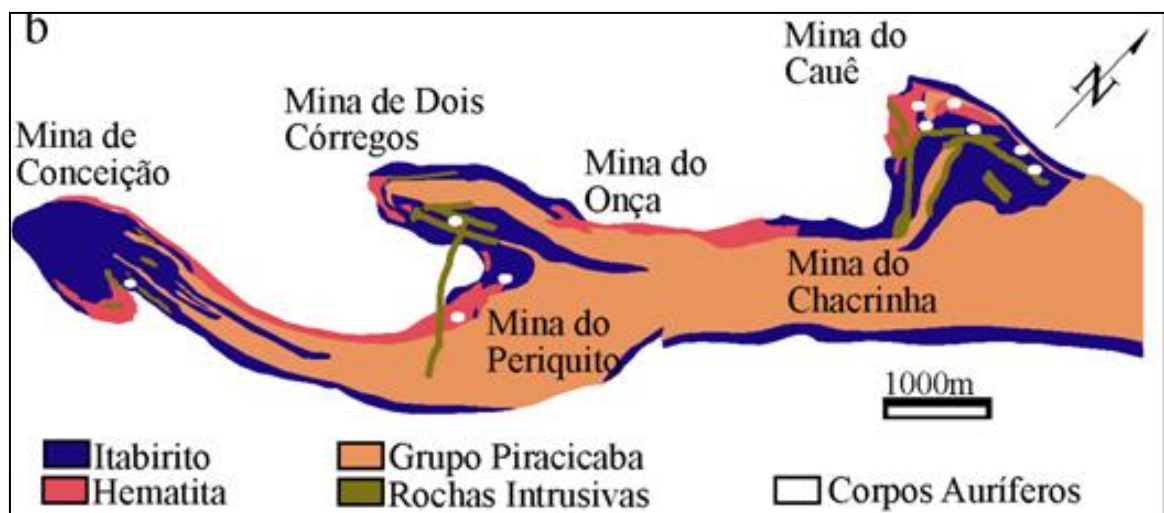 b
Mina de
Conceição
Mina de Dois
Córregos
Mina do
Onça
Mina do
Cauê
N
Mina do
Periquito
Mina do
Chacrinha
1000m
Itabirito
Hematita
Grupo Piracicaba
Rochas Intrusivas
Corpos Auríferos